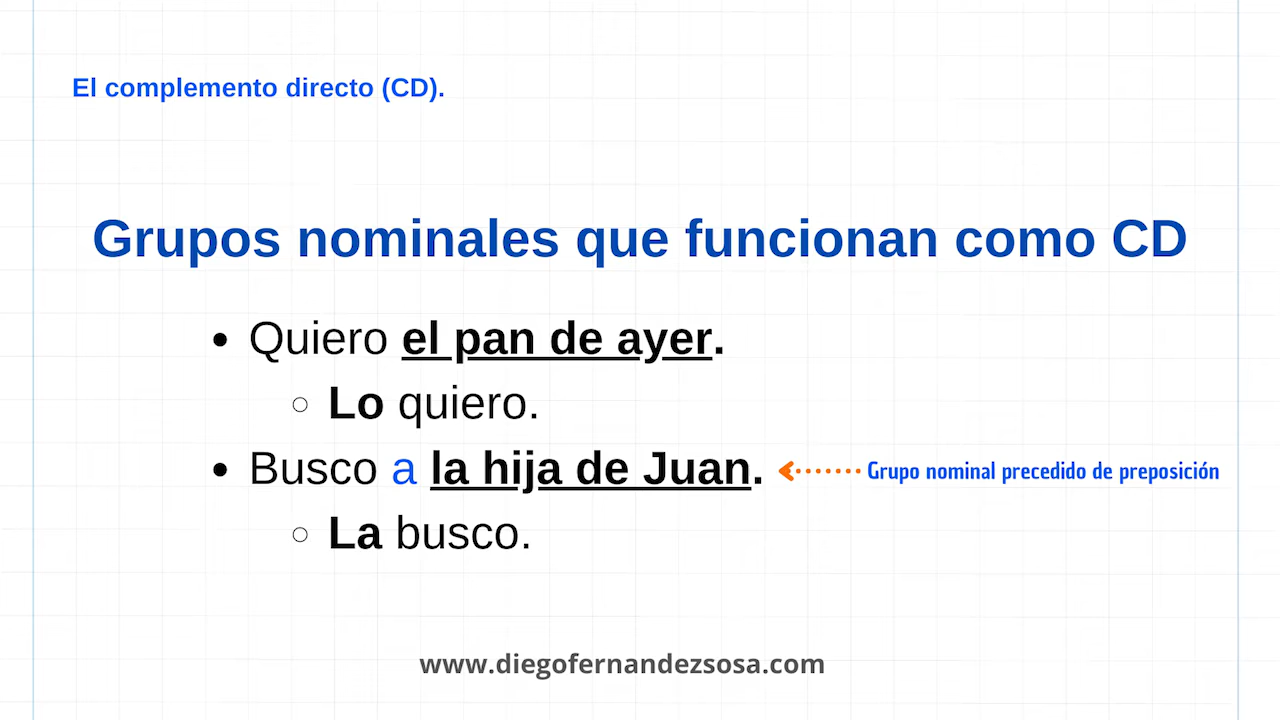 El complemento directo (CD).
Grupos nominales que funcionan como CD
• Quiero el pan de ayer.
○ Lo quiero.
• Busco a la hija de Juan. Grupo nominal precedido de preposición
○ La busco.
www.diegofernandezsosa.com